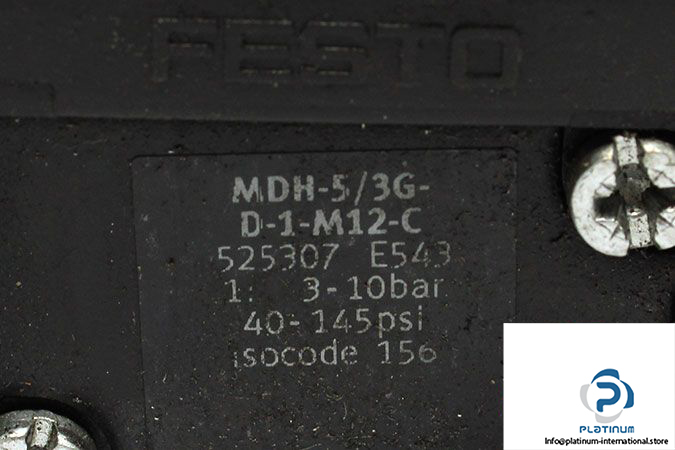 FESTO
MDH-5/3G-
D-1-M12-C
525307 E543
1: 3-10bar
40-145psi
isocode 156
PLATINUM
INTERNATIONAL
Info@platinum-international.store